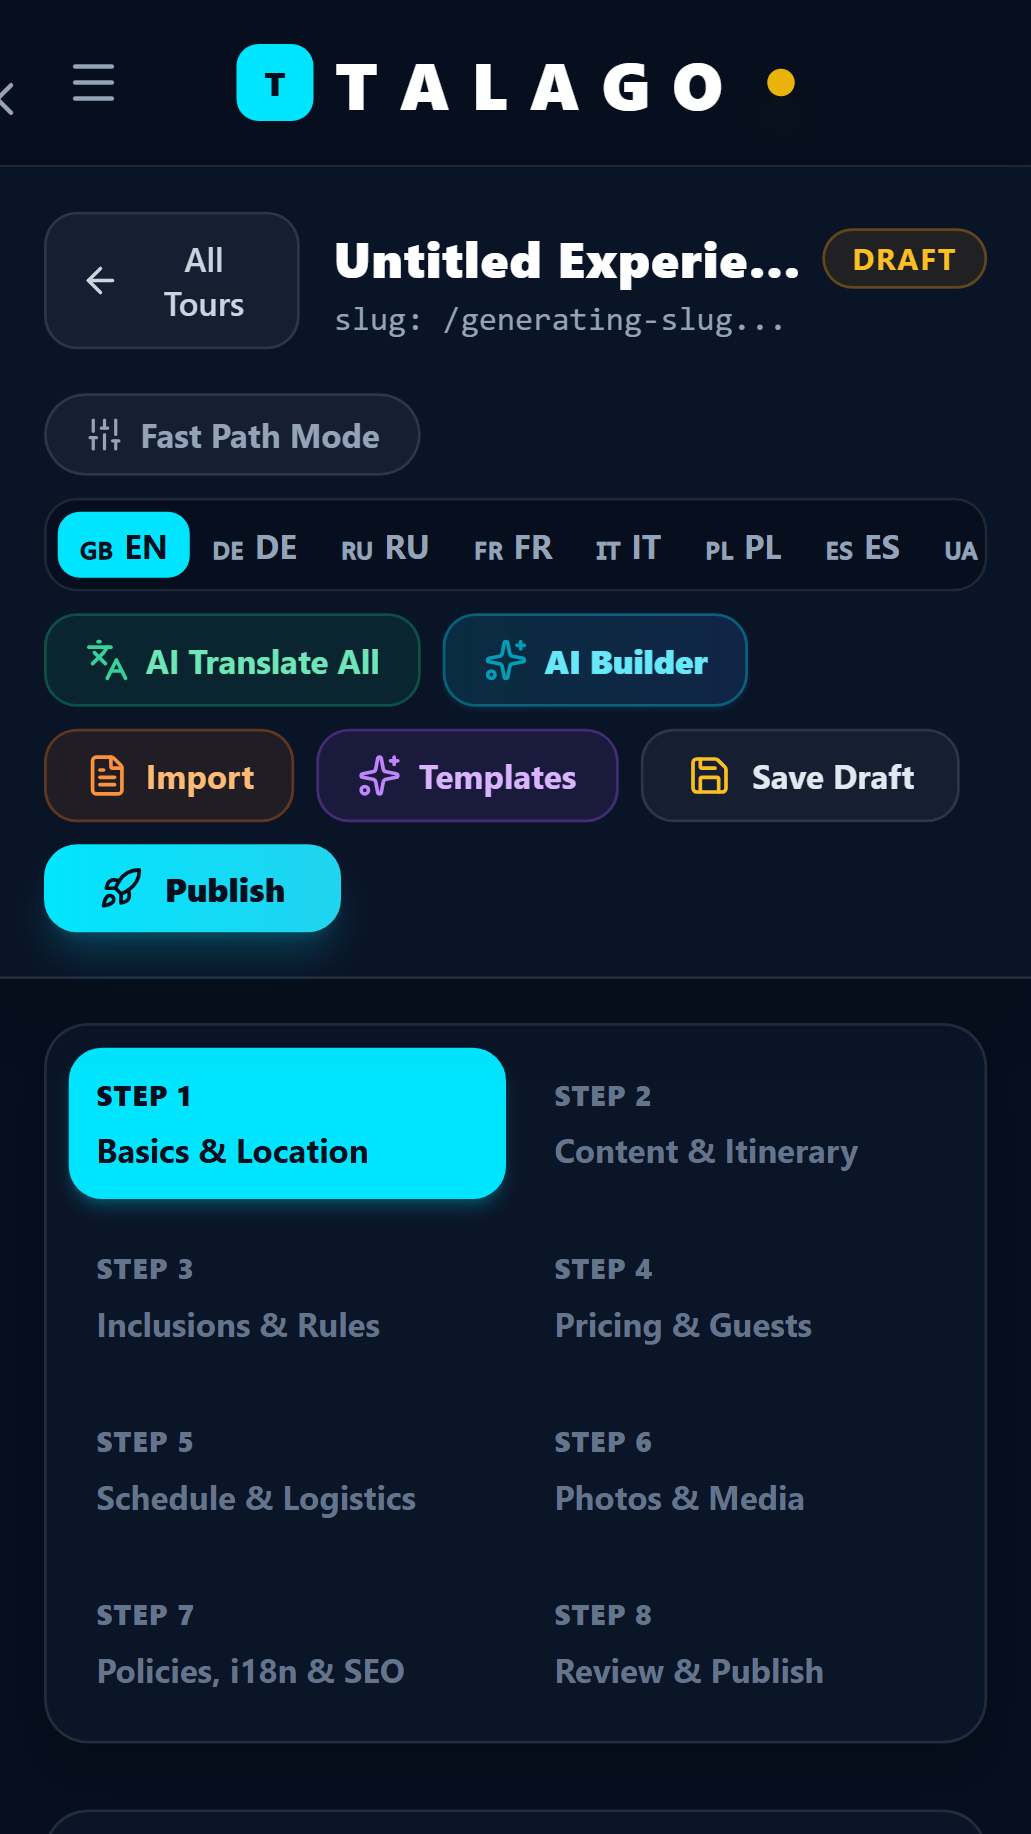 T TALAGO
All Tours
Untitled Experie...
DRAFT
slug: /generating-slug...
Fast Path Mode
GB EN DE DE RU RU FR FR IT IT PL PL ES ES UA
AI Translate All
AI Builder
Import
Templates
Save Draft
Publish
STEP 1
Basics & Location
STEP 2
Content & Itinerary
STEP 3
Inclusions & Rules
STEP 4
Pricing & Guests
STEP 5
Schedule & Logistics
STEP 6
Photos & Media
STEP 7
Policies, i18n & SEO
STEP 8
Review & Publish